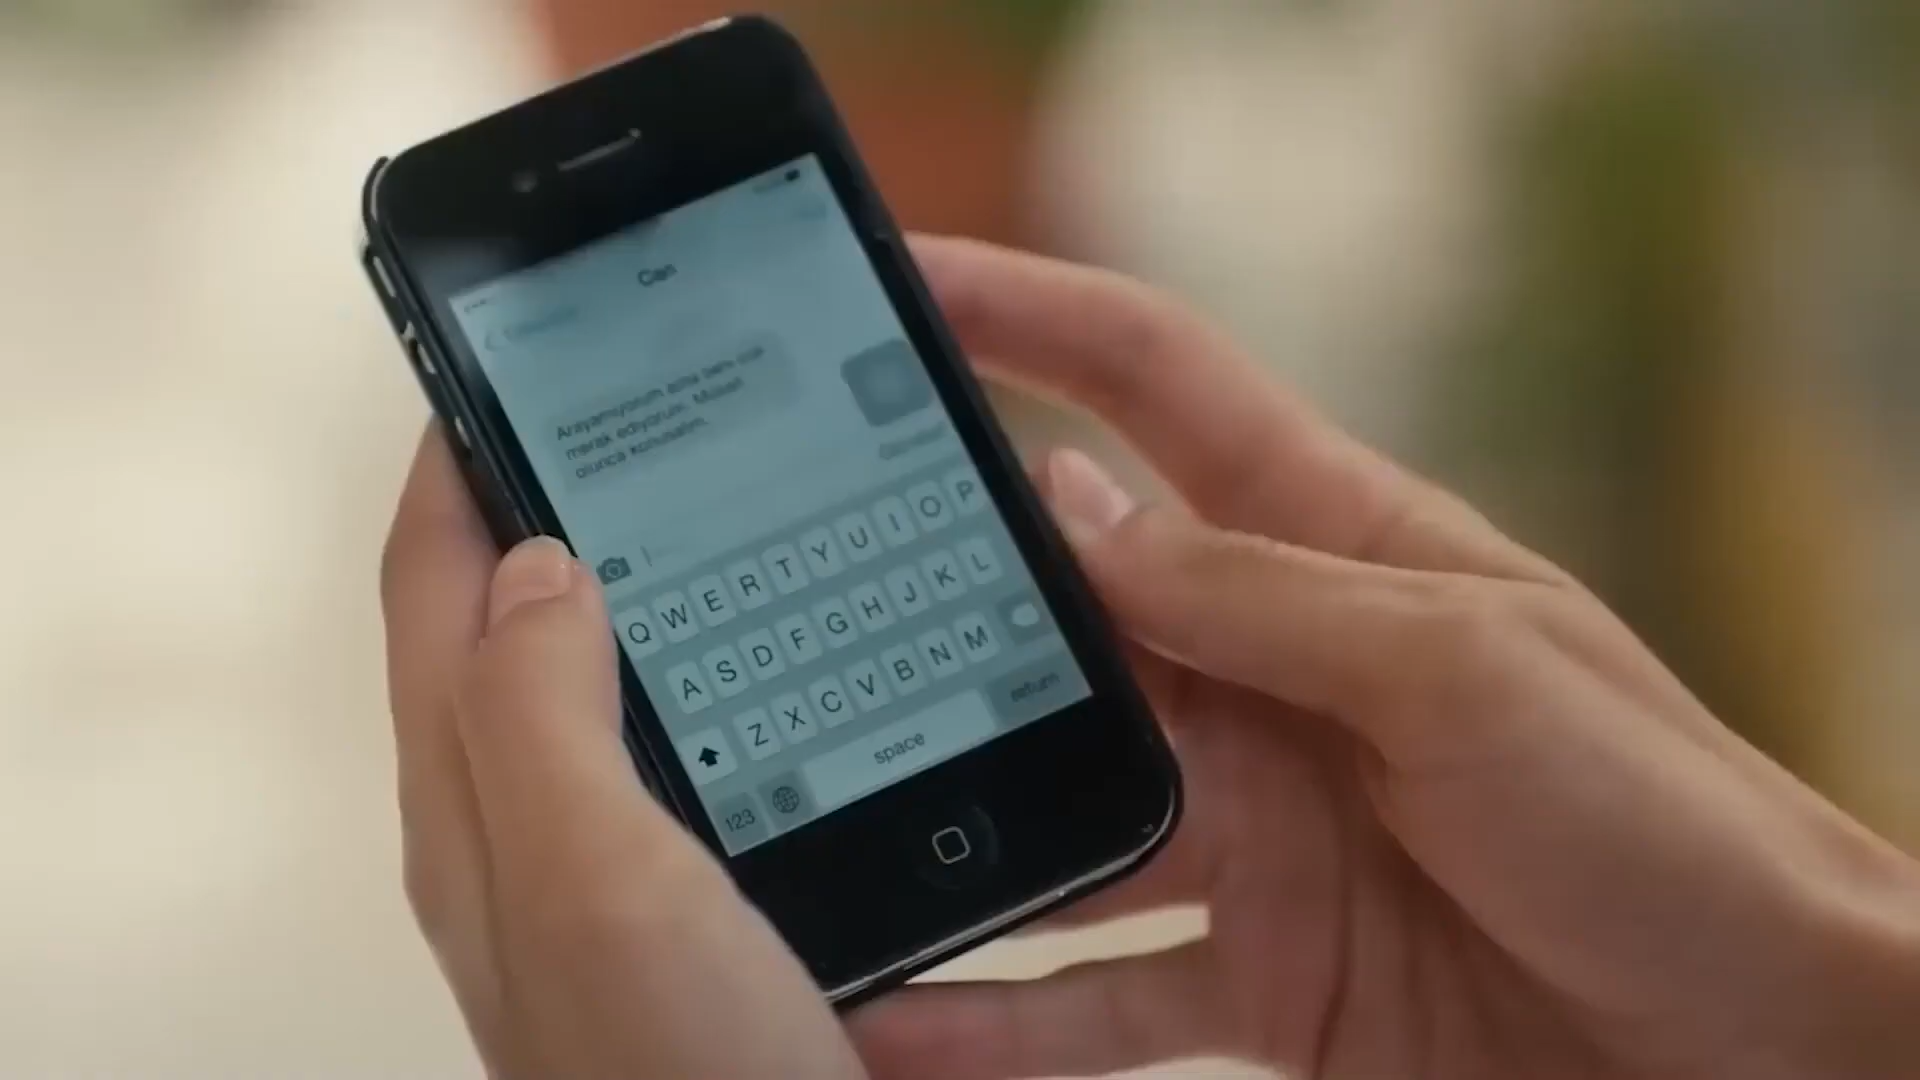 Can
Arayamıyorum ama seni çok
merak ediyorum. Müsait
olunca konuşalım.
Q W E R T Y U I O P
A S D F G H J K L
Z X C V B N M
123 space return